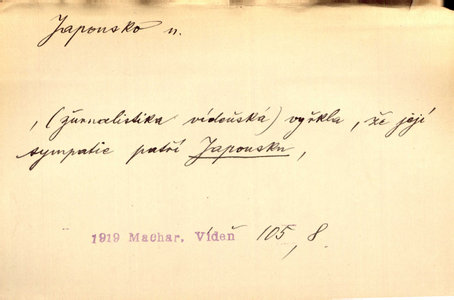 Japonsko n.
, (žurnalistika vídeňská) vyřkla, že její
sympatie patří Japonsku,
1919 Machar, Vídeň 105, 8